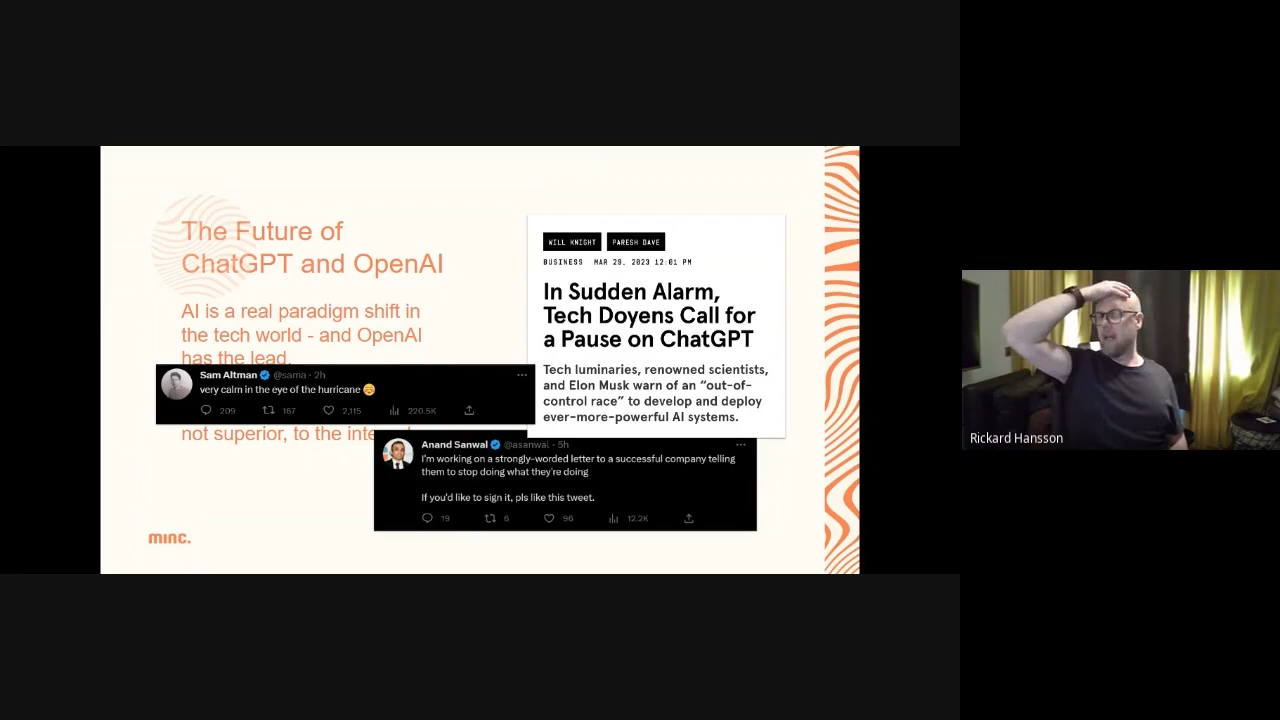 The Future of
ChatGPT and OpenAI
AI is a real paradigm shift in
the tech world - and OpenAI
has the lead.
Sam Altman @sama · 2h
very calm in the eye of the hurricane 😌
209 167 2,115 220.5K
not superior, to the
WILL KNIGHT PARESH DAVE
BUSINESS MAR 29, 2023 12:01 PM
In Sudden Alarm,
Tech Doyens Call for
a Pause on ChatGPT
Tech luminaries, renowned scientists,
and Elon Musk warn of an “out-of-
control race” to develop and deploy
ever-more-powerful AI systems.
Anand Sanwal @asanwal · 5h
I'm working on a strongly-worded letter to a successful company telling
them to stop doing what they're doing
If you'd like to sign it, pls like this tweet.
19 6 96 12.2K
minc.
Rickard Hansson